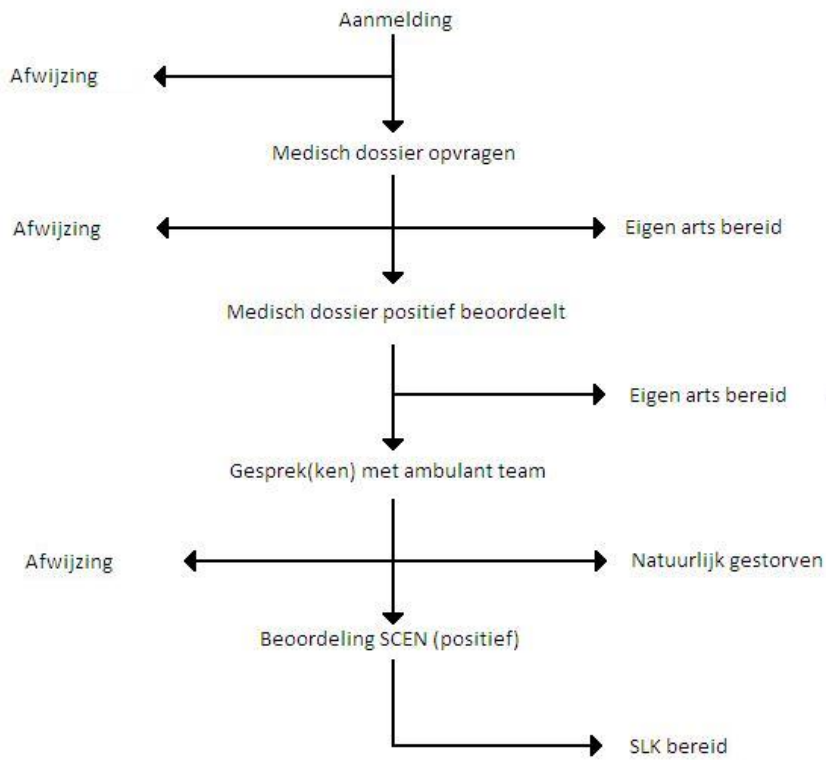 Aanmelding
Afwijzing
Medisch dossier opvragen
Afwijzing
Eigen arts bereid
Medisch dossier positief beoordeelt
Eigen arts bereid
Gesprek(ken) met ambulant team
Afwijzing
Natuurlijk gestorven
Beoordeling SCEN (positief)
SLK bereid